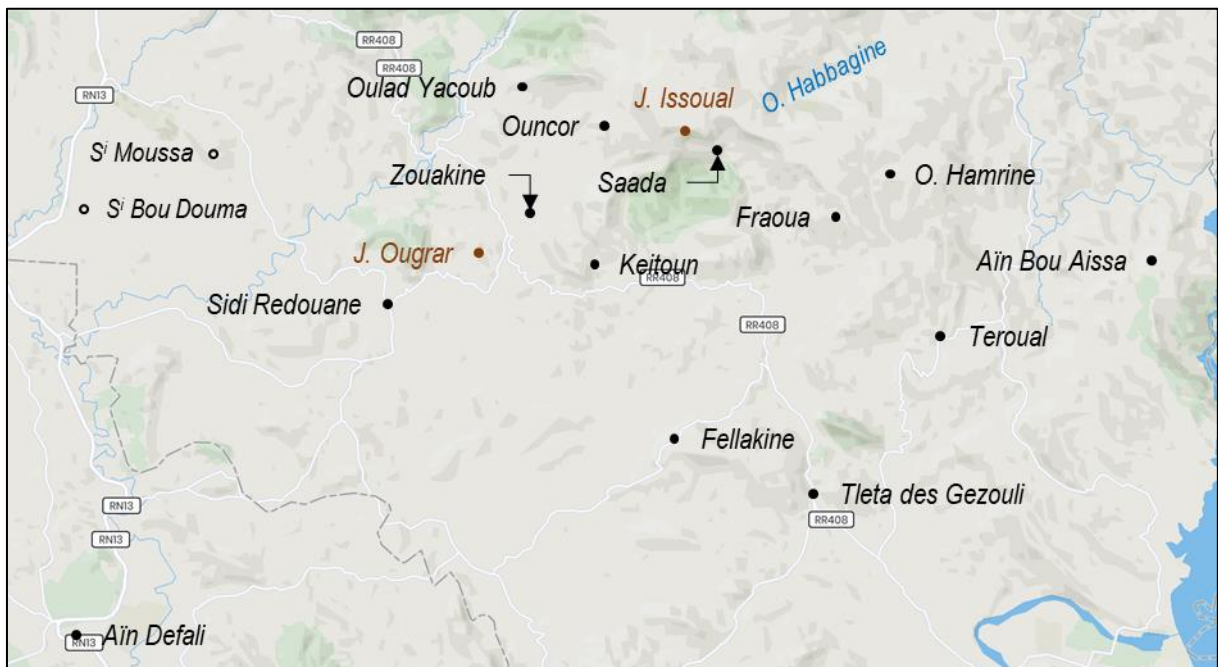 RR408
RR408
Oulad Yacoub
O. Habbagine
RN13
J. Issoual
Ouncor
Sⁱ Moussa
Zouakine
Saada
O. Hamrine
Sⁱ Bou Douma
Fraoua
J. Ougrar
Keitoun
Aïn Bou Aissa
RR408
Sidi Redouane
RR408
Teroual
Fellakine
Tleta des Gezouli
RN13
RR408
RN13
Aïn Defali
RN13